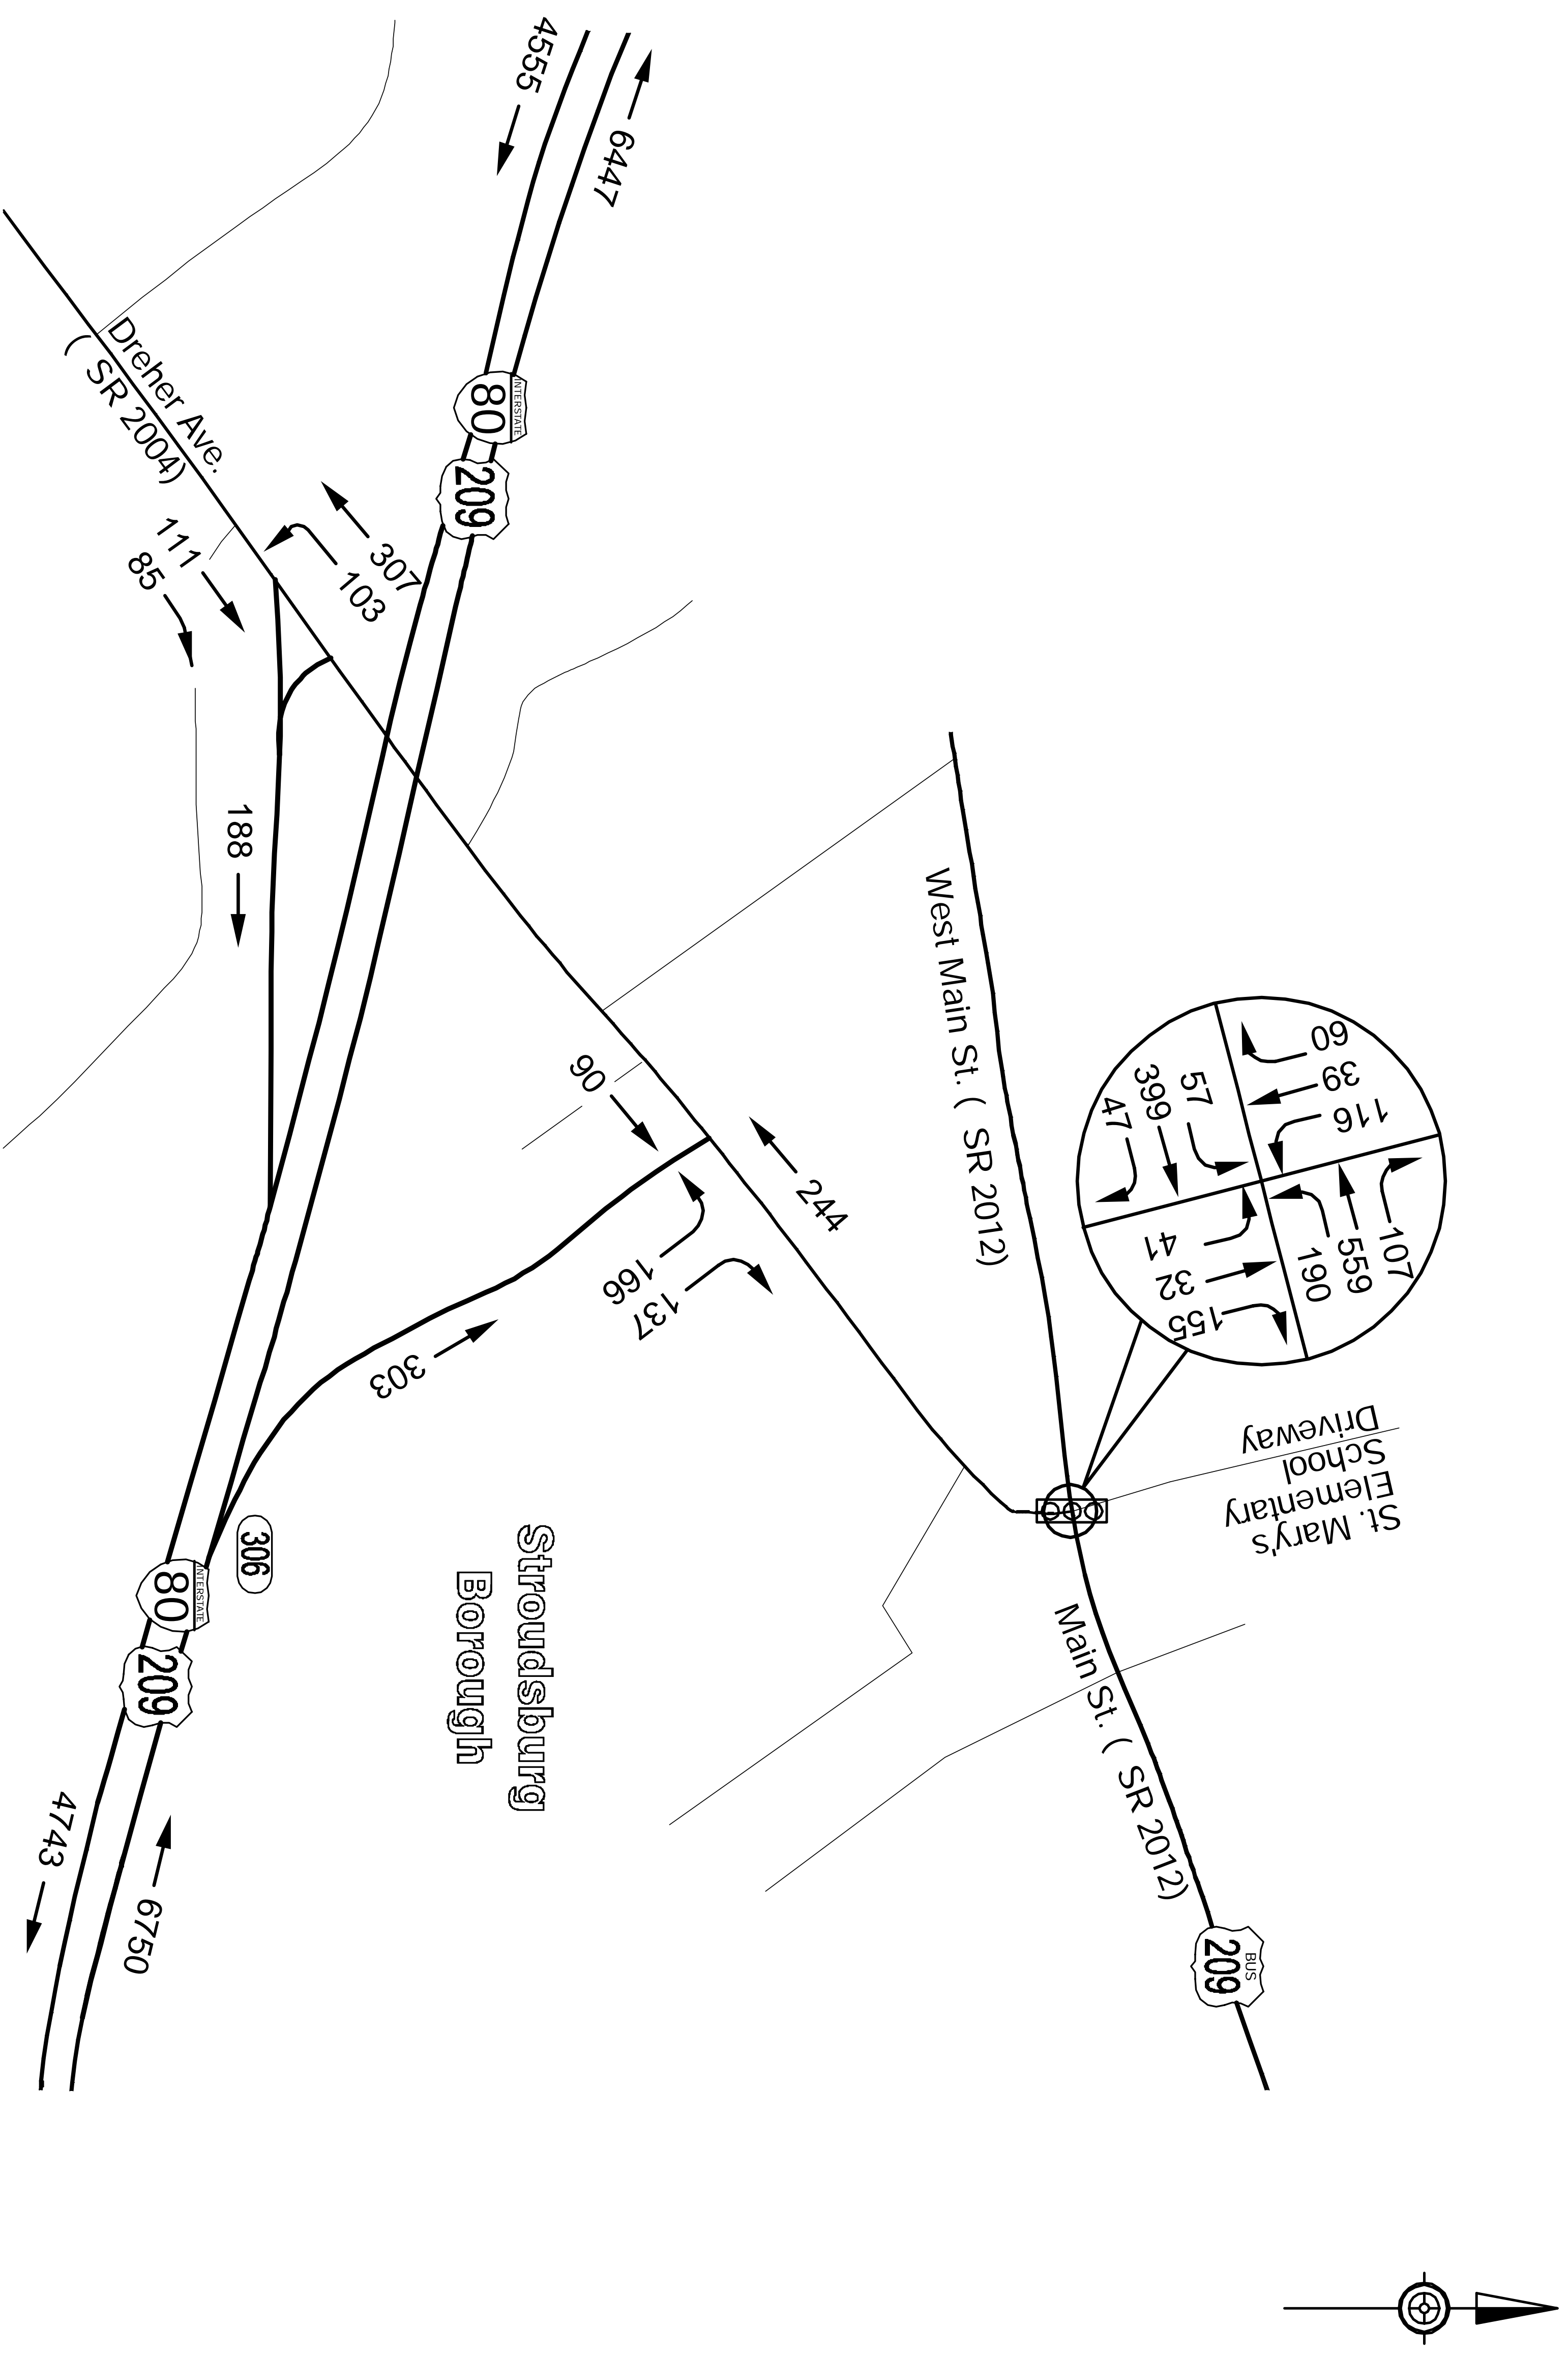 4555
6447
Dreher Ave.
( SR 2004)
INTERSTATE
80
209
307
103
111
85
188
West Main St. ( SR 2012)
90
244
166
137
303
60
39
116
57
399
47
107
559
190
41
32
155
St. Mary's
Elementary
School
Driveway
306
Stroudsburg
Borough
INTERSTATE
80
209
Main St. ( SR 2012)
BUS
209
4743
6750